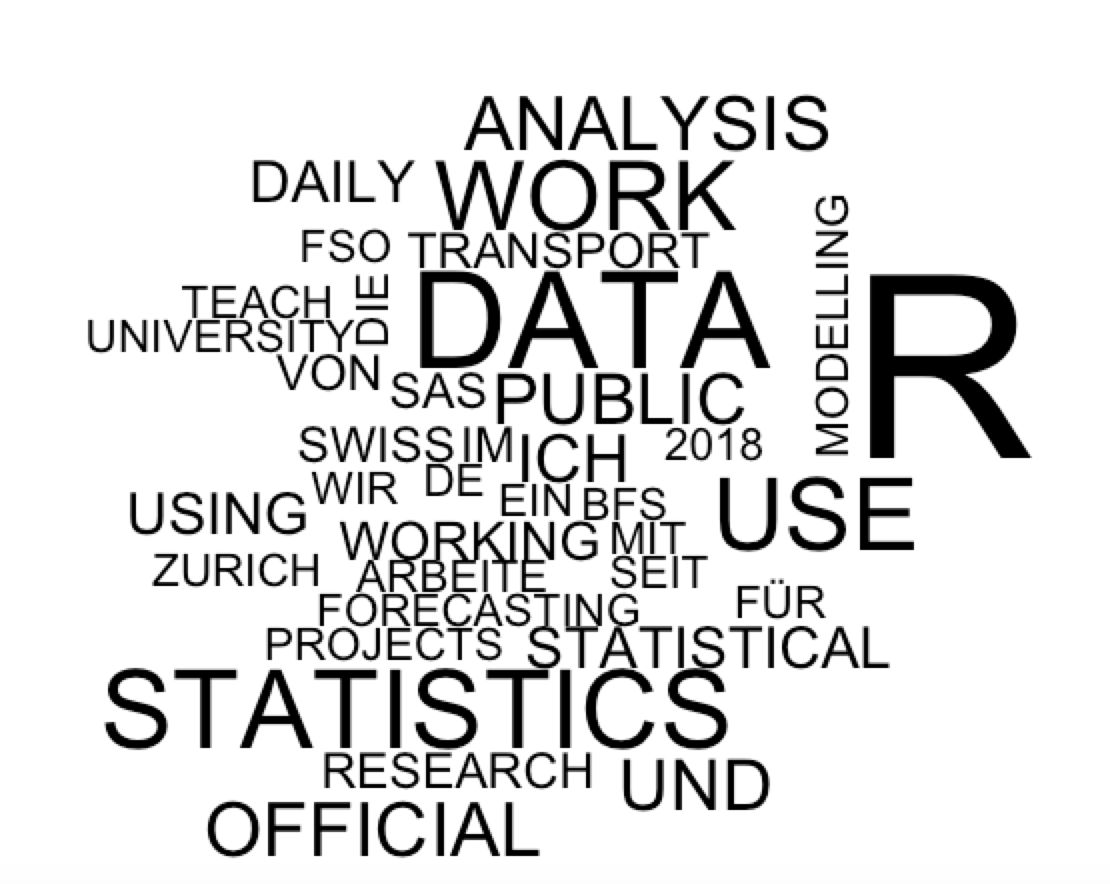 ANALYSIS
DAILY WORK
FSO TRANSPORT
MODELLING
TEACH DIE DATA R
UNIVERSITY
VON SAS PUBLIC
SWISS IM ICH 2018
WIR DE EIN BFS USE
USING WORKING MIT
ZURICH ARBEITE SEIT
FORECASTING FÜR
PROJECTS STATISTICAL
STATISTICS
RESEARCH UND
OFFICIAL